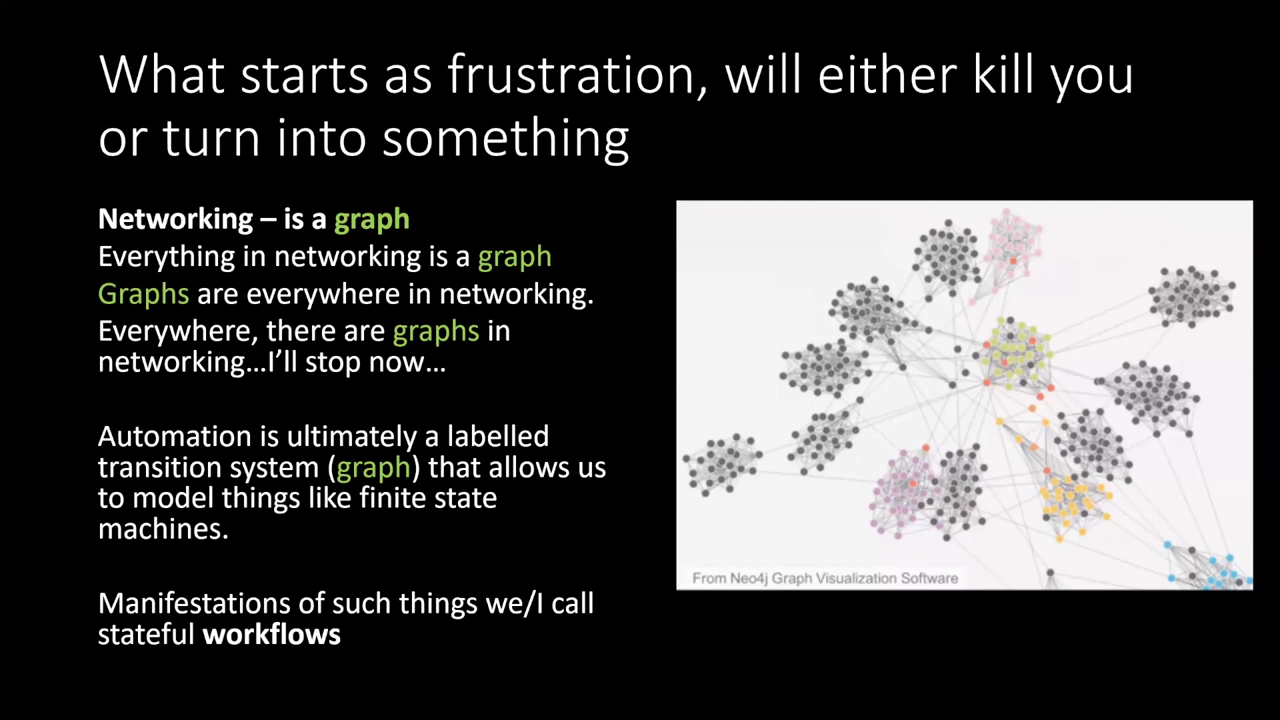 What starts as frustration, will either kill you
or turn into something
Networking – is a graph
Everything in networking is a graph
Graphs are everywhere in networking.
Everywhere, there are graphs in
networking…I’ll stop now…
Automation is ultimately a labelled
transition system (graph) that allows us
to model things like finite state
machines.
Manifestations of such things we/I call
stateful workflows
From Neo4j Graph Visualization Software